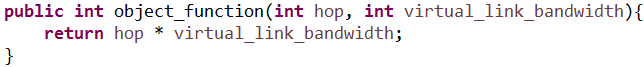 public int object_function(int hop, int virtual_link_bandwidth){
    return hop * virtual_link_bandwidth;
}